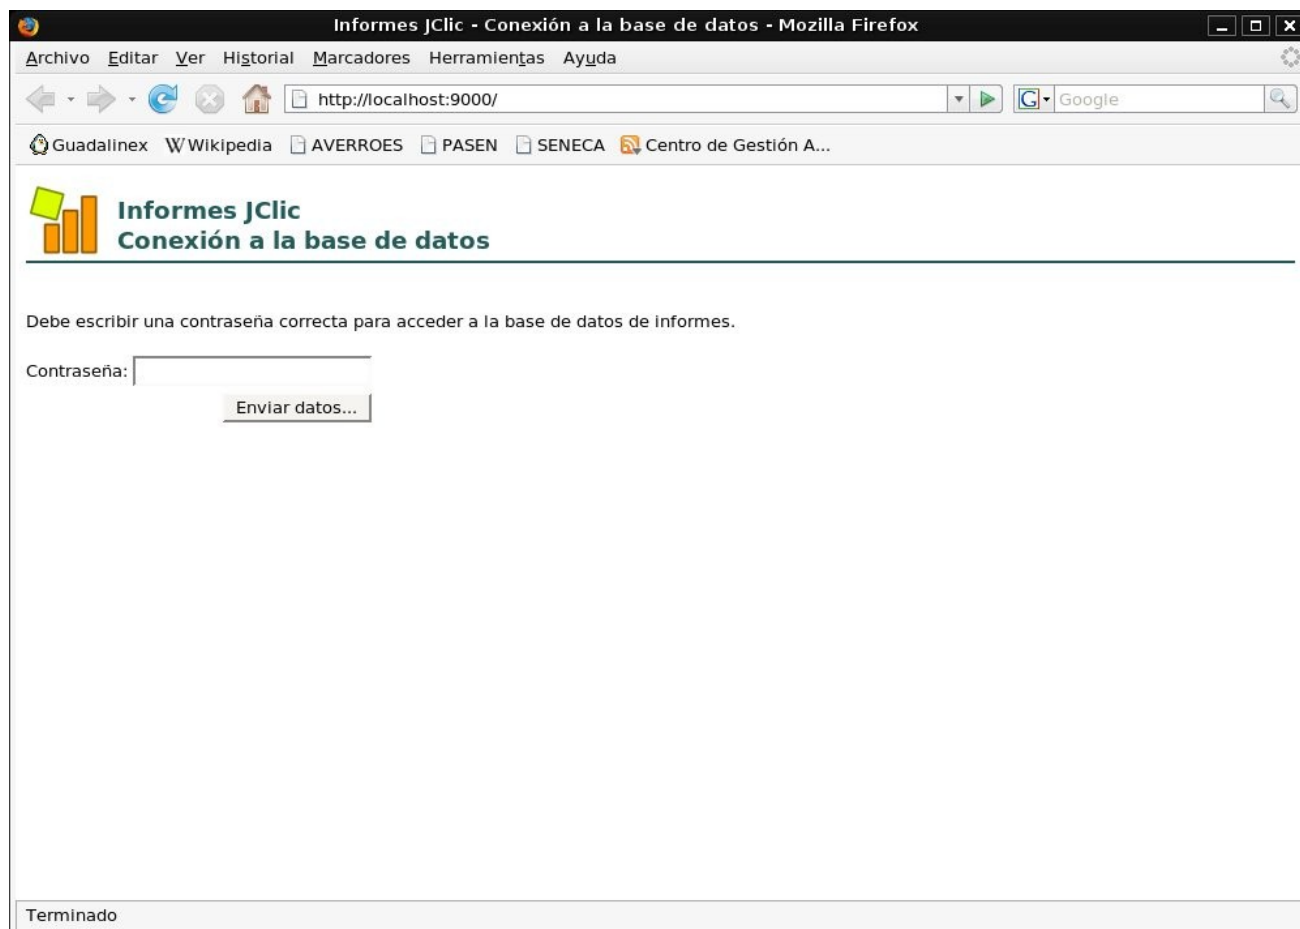 Informes JClic - Conexión a la base de datos - Mozilla Firefox
Archivo Editar Ver Historial Marcadores Herramientas Ayuda
http://localhost:9000/ G Google
Guadalinex W Wikipedia AVERROES PASEN SENECA Centro de Gestión A...
Informes JClic
Conexión a la base de datos
Debe escribir una contraseña correcta para acceder a la base de datos de informes.
Contraseña:
Enviar datos...
Terminado